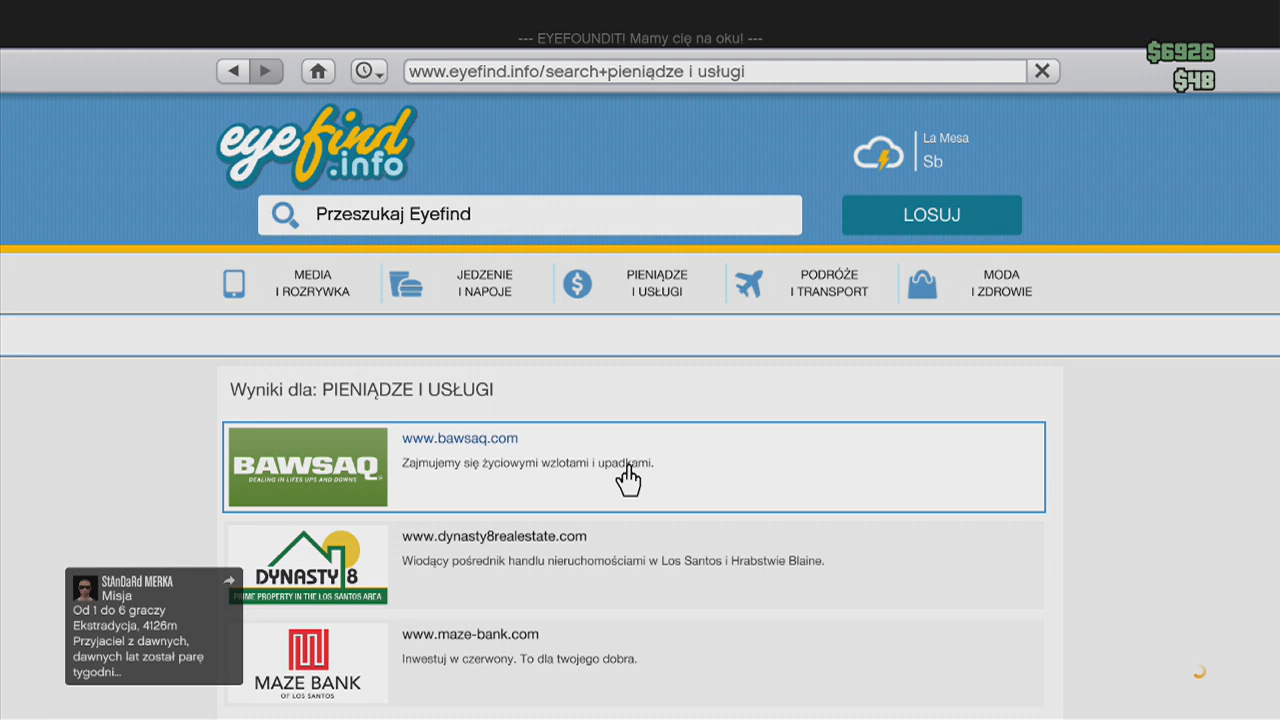 --- EYEFOUNDIT! Mamy cię na oku! ---
$6926
$48
www.eyefind.info/search+pieniądze i usługi
eyefind
.info
La Mesa
Sb
Przeszukaj Eyefind
LOSUJ
MEDIA
I ROZRYWKA
JEDZENIE
I NAPOJE
PIENIĄDZE
I USŁUGI
PODRÓŻE
I TRANSPORT
MODA
I ZDROWIE
Wyniki dla: PIENIĄDZE I USŁUGI
BAWSAQ
DEALING IN LIFES UPS AND DOWNS
www.bawsaq.com
Zajmujemy się życiowymi wzlotami i upadkami.
DYNASTY 8
PRIME PROPERTY IN THE LOS SANTOS AREA
www.dynasty8realestate.com
Wiodący pośrednik handlu nieruchomościami w Los Santos i Hrabstwie Blaine.
MAZE BANK
OF LOS SANTOS
www.maze-bank.com
Inwestuj w czerwony. To dla twojego dobra.
StAnDaRd MERKA
Misja
Od 1 do 6 graczy
Ekstradycja, 4126m
Przyjaciel z dawnych,
dawnych lat został parę
tygodni...